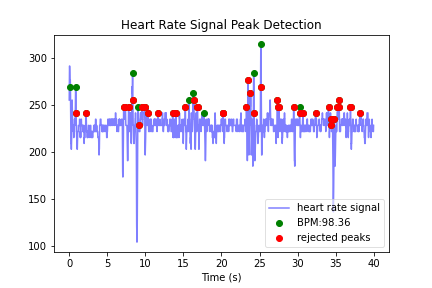 Heart Rate Signal Peak Detection
300
250
200
150
100
heart rate signal
BPM:98.36
rejected peaks
0
5
10
15
20
25
30
35
40
Time (s)